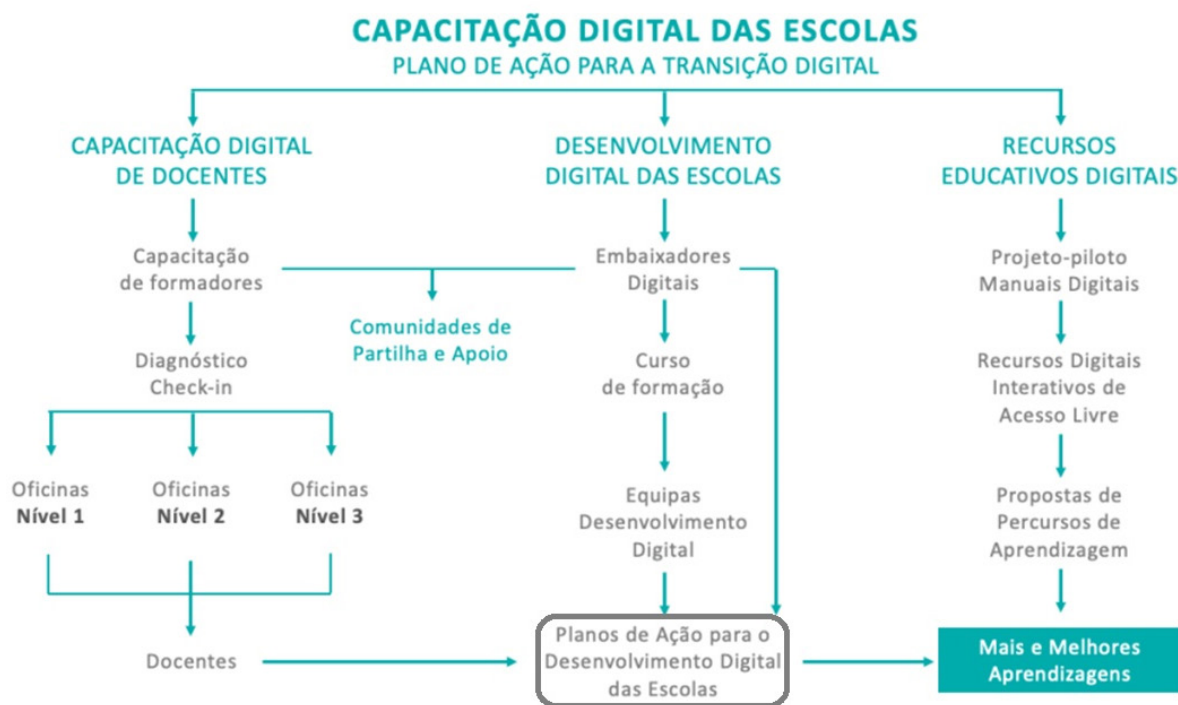 CAPACITAÇÃO DIGITAL DAS ESCOLAS
PLANO DE AÇÃO PARA A TRANSIÇÃO DIGITAL
CAPACITAÇÃO DIGITAL
DE DOCENTES
DESENVOLVIMENTO
DIGITAL DAS ESCOLAS
RECURSOS
EDUCATIVOS DIGITAIS
Capacitação
de formadores
Embaixadores
Digitais
Projeto-piloto
Manuais Digitais
Comunidades de
Partilha e Apoio
Diagnóstico
Check-in
Curso
de formação
Recursos Digitais
Interativos de
Acesso Livre
Oficinas
Nível 1
Oficinas
Nível 2
Oficinas
Nível 3
Equipas
Desenvolvimento
Digital
Propostas de
Percursos de
Aprendizagem
Docentes
Planos de Ação para o
Desenvolvimento Digital
das Escolas
Mais e Melhores
Aprendizagens